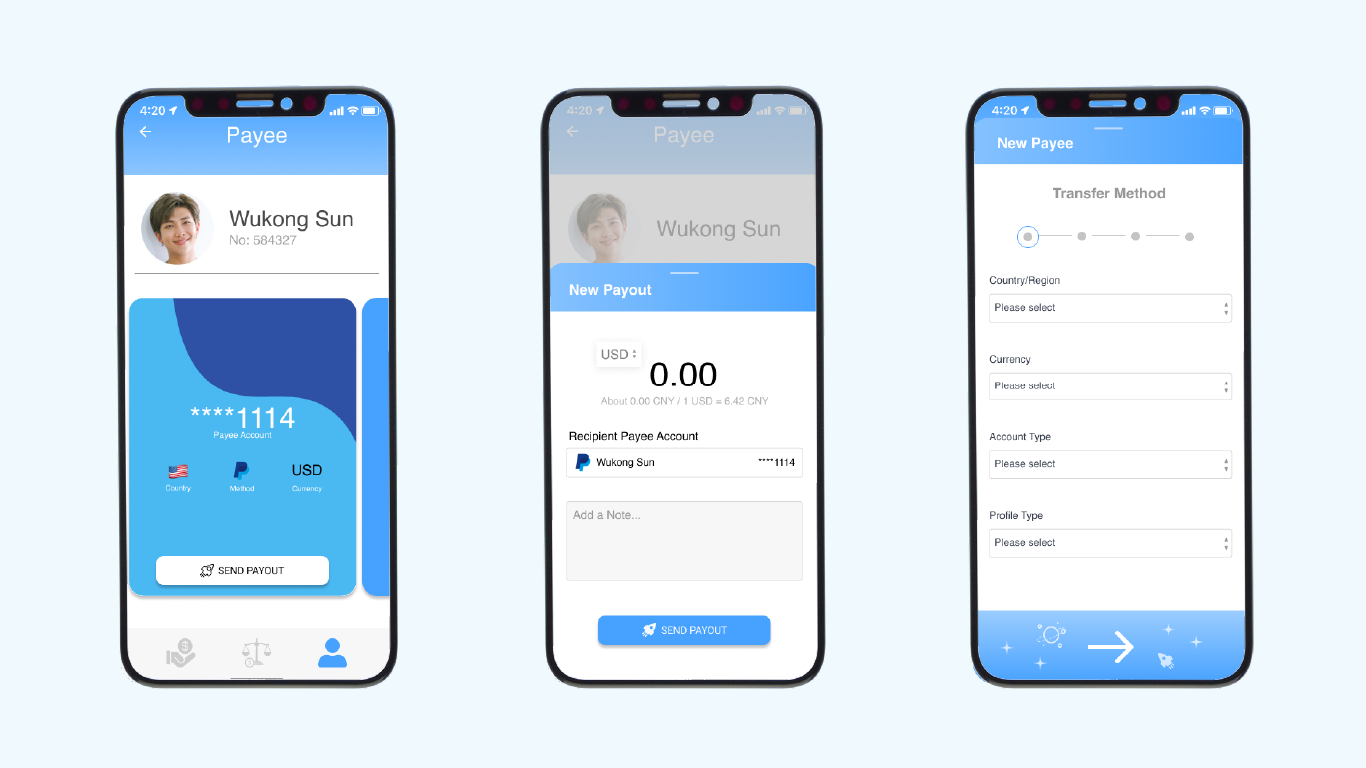 4:20
Payee
Wukong Sun
No: 584327
****1114
Payee Account
USD
Country
Method
Currency
SEND PAYOUT
4:20
Payee
Wukong Sun
New Payout
USD
0.00
About 0.00 CNY / 1 USD = 6.42 CNY
Recipient Payee Account
Wukong Sun ****1114
Add a Note...
SEND PAYOUT
4:20
New Payee
Transfer Method
Country/Region
Please select
Currency
Please select
Account Type
Please select
Profile Type
Please select